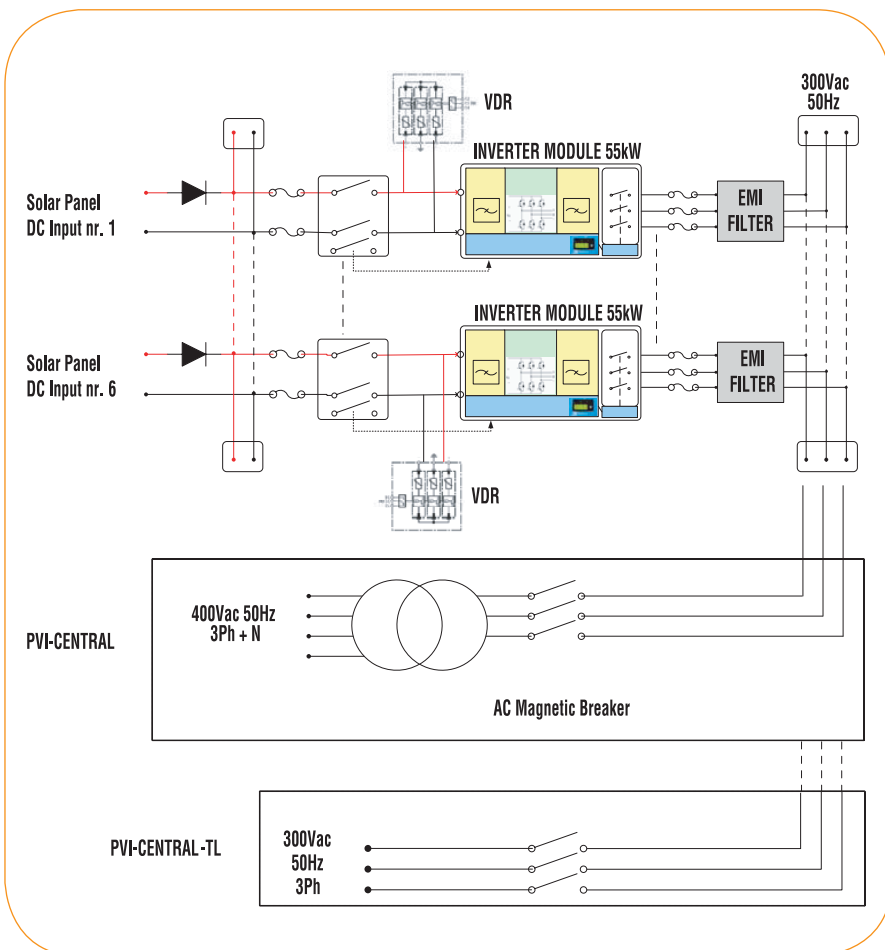 300Vac
50Hz
VDR
INVERTER MODULE 55kW
Solar Panel
DC Input nr. 1
EMI
FILTER
INVERTER MODULE 55kW
Solar Panel
DC Input nr. 6
EMI
FILTER
VDR
PVI-CENTRAL
400Vac 50Hz
3Ph + N
AC Magnetic Breaker
PVI-CENTRAL-TL
300Vac
50Hz
3Ph